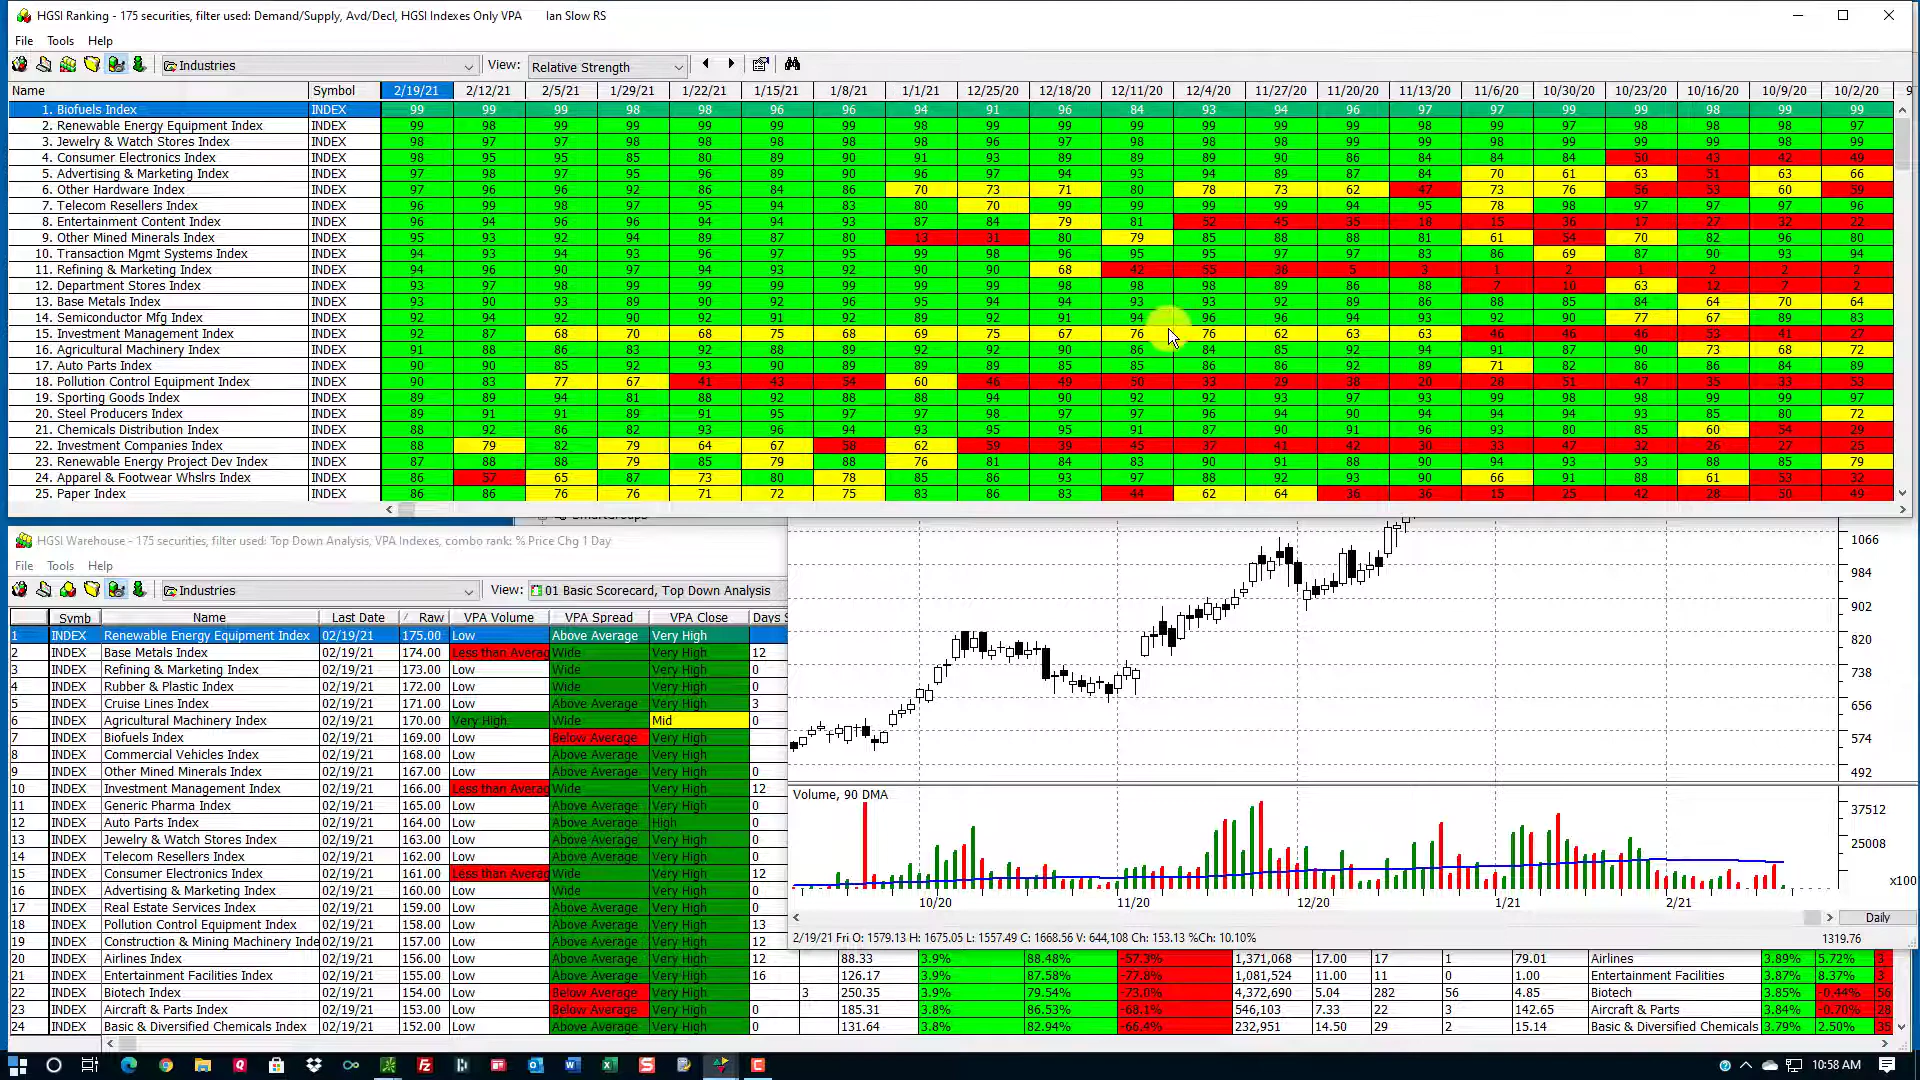 HGSI Ranking - 175 securities, filter used: Demand/Supply, Avd/Decl, HGSI Indexes Only VPA Ian Slow RS
File Tools Help
Industries View: Relative Strength
Name Symbol 2/19/21 2/12/21 2/5/21 1/29/21 1/22/21 1/15/21 1/8/21 1/1/21 12/25/20 12/18/20 12/11/20 12/4/20 11/27/20 11/20/20 11/13/20 11/6/20 10/30/20 10/23/20 10/16/20 10/9/20 10/2/20 9
1. Biofuels Index INDEX 99 99 99 98 98 96 96 94 91 96 84 93 94 96 97 97 99 99 98 99 99
2. Renewable Energy Equipment Index INDEX 99 98 99 99 99 99 99 98 99 99 99 99 99 99 98 99 97 98 98 98 97
3. Jewelry & Watch Stores Index INDEX 98 97 97 98 98 98 98 96 96 97 98 98 98 99 99 98 99 99 99 98 99
4. Consumer Electronics Index INDEX 98 95 95 85 80 89 90 91 93 89 89 89 90 86 84 84 84 50 43 42 49
5. Advertising & Marketing Index INDEX 97 98 97 95 96 89 90 96 97 94 93 94 89 87 84 70 61 63 51 63 66
6. Other Hardware Index INDEX 97 96 96 92 86 84 86 70 73 71 80 78 73 62 47 73 76 56 53 60 59
7. Telecom Resellers Index INDEX 96 99 98 97 95 94 83 80 70 99 99 99 99 94 95 78 98 97 97 97 96
8. Entertainment Content Index INDEX 96 94 96 96 94 94 93 87 84 79 81 52 45 35 18 15 36 17 27 32 22
9. Other Mined Minerals Index INDEX 95 93 92 94 89 87 80 13 31 80 79 85 88 88 81 61 54 70 82 96 80
10. Transaction Mgmt Systems Index INDEX 94 93 94 93 96 97 95 99 98 96 95 95 97 97 83 90 69 87 90 93 94
11. Refining & Marketing Index INDEX 94 96 90 97 94 93 92 90 90 68 42 55 38 5 3 1 2 1 2 2 2
12. Department Stores Index INDEX 93 97 98 99 99 99 99 99 99 98 98 98 89 86 88 7 10 63 12 7 2
13. Base Metals Index INDEX 93 90 93 89 90 92 96 95 94 94 93 93 92 89 86 88 85 84 64 70 64
14. Semiconductor Mfg Index INDEX 92 94 92 90 92 91 92 89 92 91 94 96 96 94 93 92 90 77 67 89 83
15. Investment Management Index INDEX 92 87 68 70 68 75 68 69 75 67 76 76 62 63 63 46 46 46 53 41 27
16. Agricultural Machinery Index INDEX 91 88 86 83 92 88 89 92 92 90 86 84 85 92 94 91 87 90 73 68 72
17. Auto Parts Index INDEX 90 90 85 92 93 90 92 89 89 85 85 86 86 92 89 71 82 86 86 84 89
18. Pollution Control Equipment Index INDEX 90 83 77 67 41 43 54 60 46 49 50 33 29 38 20 28 51 47 35 33 53
19. Sporting Goods Index INDEX 89 89 94 81 88 92 88 88 92 92 92 92 93 97 93 99 98 98 99 99 97
20. Steel Producers Index INDEX 89 91 91 89 91 95 97 97 98 97 97 96 94 90 94 94 94 93 85 80 72
21. Chemicals Distribution Index INDEX 88 92 86 82 93 96 94 93 95 95 91 87 90 91 96 93 80 85 60 54 29
22. Investment Companies Index INDEX 88 79 82 79 64 67 58 62 59 39 45 37 41 42 30 33 47 32 26 27 25
23. Renewable Energy Project Dev Index INDEX 87 88 88 79 85 79 88 76 81 84 83 90 91 88 90 94 93 93 88 85 79
24. Apparel & Footwear Whslrs Index INDEX 86 57 65 87 73 80 78 85 86 93 97 88 92 93 90 66 91 88 61 53 32
25. Paper Index INDEX 86 86 76 76 71 72 75 83 86 83 44 62 64 36 36 15 25 42 28 50 49
HGSI Warehouse - 175 securities, filter used: Top Down Analysis, VPA Indexes, combo rank: % Price Chg 1 Day
File Tools Help
Industries View: 01 Basic Scorecard, Top Down Analysis
Symb Name Last Date Raw VPA Volume VPA Spread VPA Close Days S
1 INDEX Renewable Energy Equipment Index 02/19/21 175.00 Low Above Average Very High
2 INDEX Base Metals Index 02/19/21 174.00 Less than Averag Wide Very High 12
3 INDEX Refining & Marketing Index 02/19/21 173.00 Low Wide Very High 0
4 INDEX Rubber & Plastic Index 02/19/21 172.00 Low Wide Very High 0
5 INDEX Cruise Lines Index 02/19/21 171.00 Low Above Average Very High 3
6 INDEX Agricultural Machinery Index 02/19/21 170.00 Very High Wide Mid 0
7 INDEX Biofuels Index 02/19/21 169.00 Low Below Average Very High
8 INDEX Commercial Vehicles Index 02/19/21 168.00 Low Above Average Very High
9 INDEX Other Mined Minerals Index 02/19/21 167.00 Low Above Average Very High 0
10 INDEX Investment Management Index 02/19/21 166.00 Less than Averag Wide Very High 12
11 INDEX Generic Pharma Index 02/19/21 165.00 Low Above Average Very High 0
12 INDEX Auto Parts Index 02/19/21 164.00 Low Above Average High 0
13 INDEX Jewelry & Watch Stores Index 02/19/21 163.00 Low Above Average Very High 0
14 INDEX Telecom Resellers Index 02/19/21 162.00 Low Above Average Very High 0
15 INDEX Consumer Electronics Index 02/19/21 161.00 Less than Averag Wide Very High 12
16 INDEX Advertising & Marketing Index 02/19/21 160.00 Low Above Average Very High 0
17 INDEX Real Estate Services Index 02/19/21 159.00 Low Above Average Very High 0
18 INDEX Pollution Control Equipment Index 02/19/21 158.00 Low Above Average Very High 13
19 INDEX Construction & Mining Machinery Inde 02/19/21 157.00 Low Above Average Very High 12
20 INDEX Airlines Index 02/19/21 156.00 Low Above Average Very High 12 88.33 3.9% 88.48% -57.3% 1,371,068 17.00 17 1 79.01 Airlines 3.89% 5.72% 3
21 INDEX Entertainment Facilities Index 02/19/21 155.00 Low Above Average Very High 16 126.17 3.9% 87.58% -77.8% 1,081,524 11.00 11 0 1.00 Entertainment Facilities 3.87% 8.37% 3
22 INDEX Biotech Index 02/19/21 154.00 Low Below Average Very High 3 250.35 3.9% 79.54% -73.0% 4,372,690 5.04 282 56 4.85 Biotech 3.85% -0.44% 56
23 INDEX Aircraft & Parts Index 02/19/21 153.00 Low Below Average Very High 0 185.31 3.9% 86.53% -68.1% 546,103 7.33 22 3 142.65 Aircraft & Parts 3.84% -0.70% 28
24 INDEX Basic & Diversified Chemicals Index 02/19/21 152.00 Low Above Average Very High 0 131.64 3.8% 82.94% -66.4% 232,951 14.50 29 2 15.14 Basic & Diversified Chemicals 3.79% 2.50% 35
1066
984
902
820
738
656
574
492
Volume, 90 DMA
37512
25008
x100
10/20 11/20 12/20 1/21 2/21
Daily
2/19/21 Fri O: 1579.13 H: 1675.05 L: 1557.49 C: 1668.56 V: 644,108 Ch: 153.13 %Ch: 10.10%
1319.76
10:58 AM